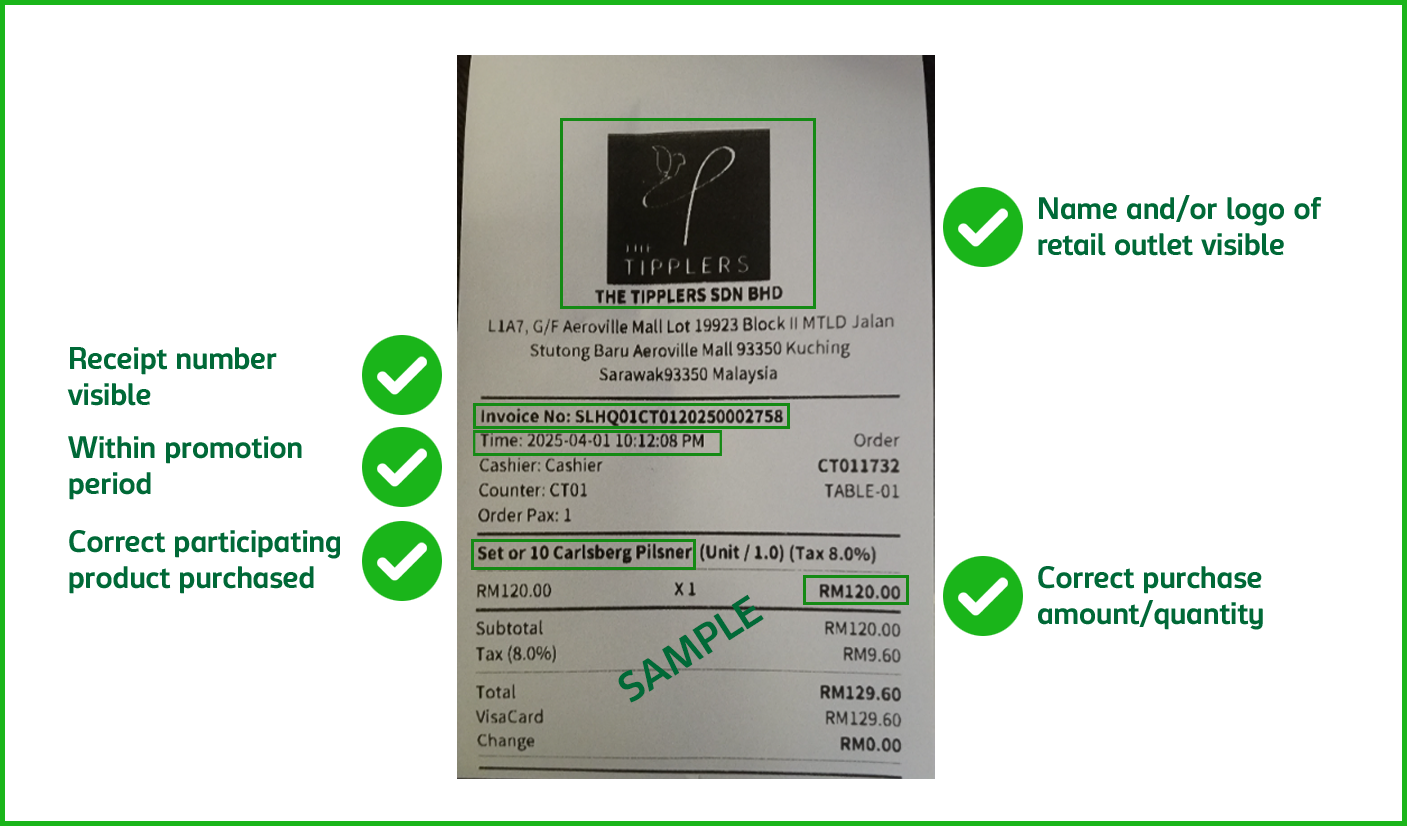 TIPPLERS
THE TIPPLERS SDN BHD
L1A7, G/F Aeroville Mall Lot 19923 Block II MTLD Jalan
Stutong Baru Aeroville Mall 93350 Kuching
Sarawak93350 Malaysia
Invoice No: SLHQ01CT0120250002758
Time: 2025-04-01 10:12:08 PM Order
Cashier: Cashier CT011732
Counter: CT01 TABLE-01
Order Pax: 1
Set or 10 Carlsberg Pilsner (Unit / 1.0) (Tax 8.0%)
RM120.00 X 1 RM120.00
Subtotal RM120.00
Tax (8.0%) RM9.60
Total RM129.60
VisaCard RM129.60
Change RM0.00
SAMPLE
Receipt number
visible
Within promotion
period
Correct participating
product purchased
Name and/or logo of
retail outlet visible
Correct purchase
amount/quantity